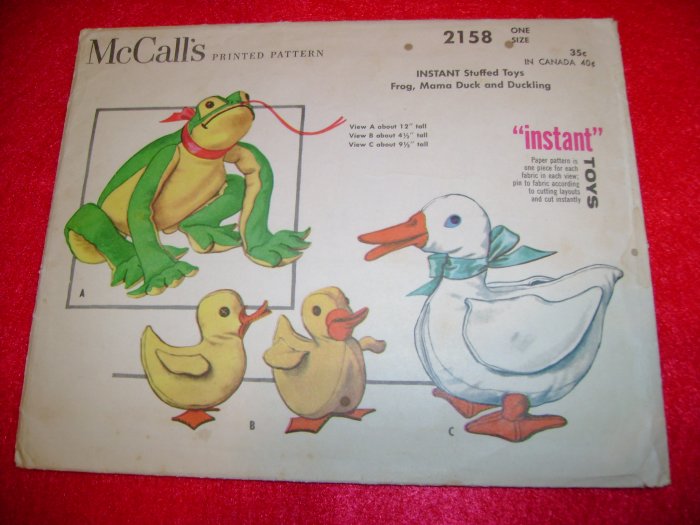 McCall's PRINTED PATTERN
2158 ONE SIZE
35¢
IN CANADA 40¢
INSTANT Stuffed Toys
Frog, Mama Duck and Duckling
View A about 12" tall
View B about 4½" tall
View C about 9½" tall
"instant"
TOYS
Paper pattern is
one piece for each
fabric in each view;
pin to fabric according
to cutting layouts
and cut instantly
A
B
C